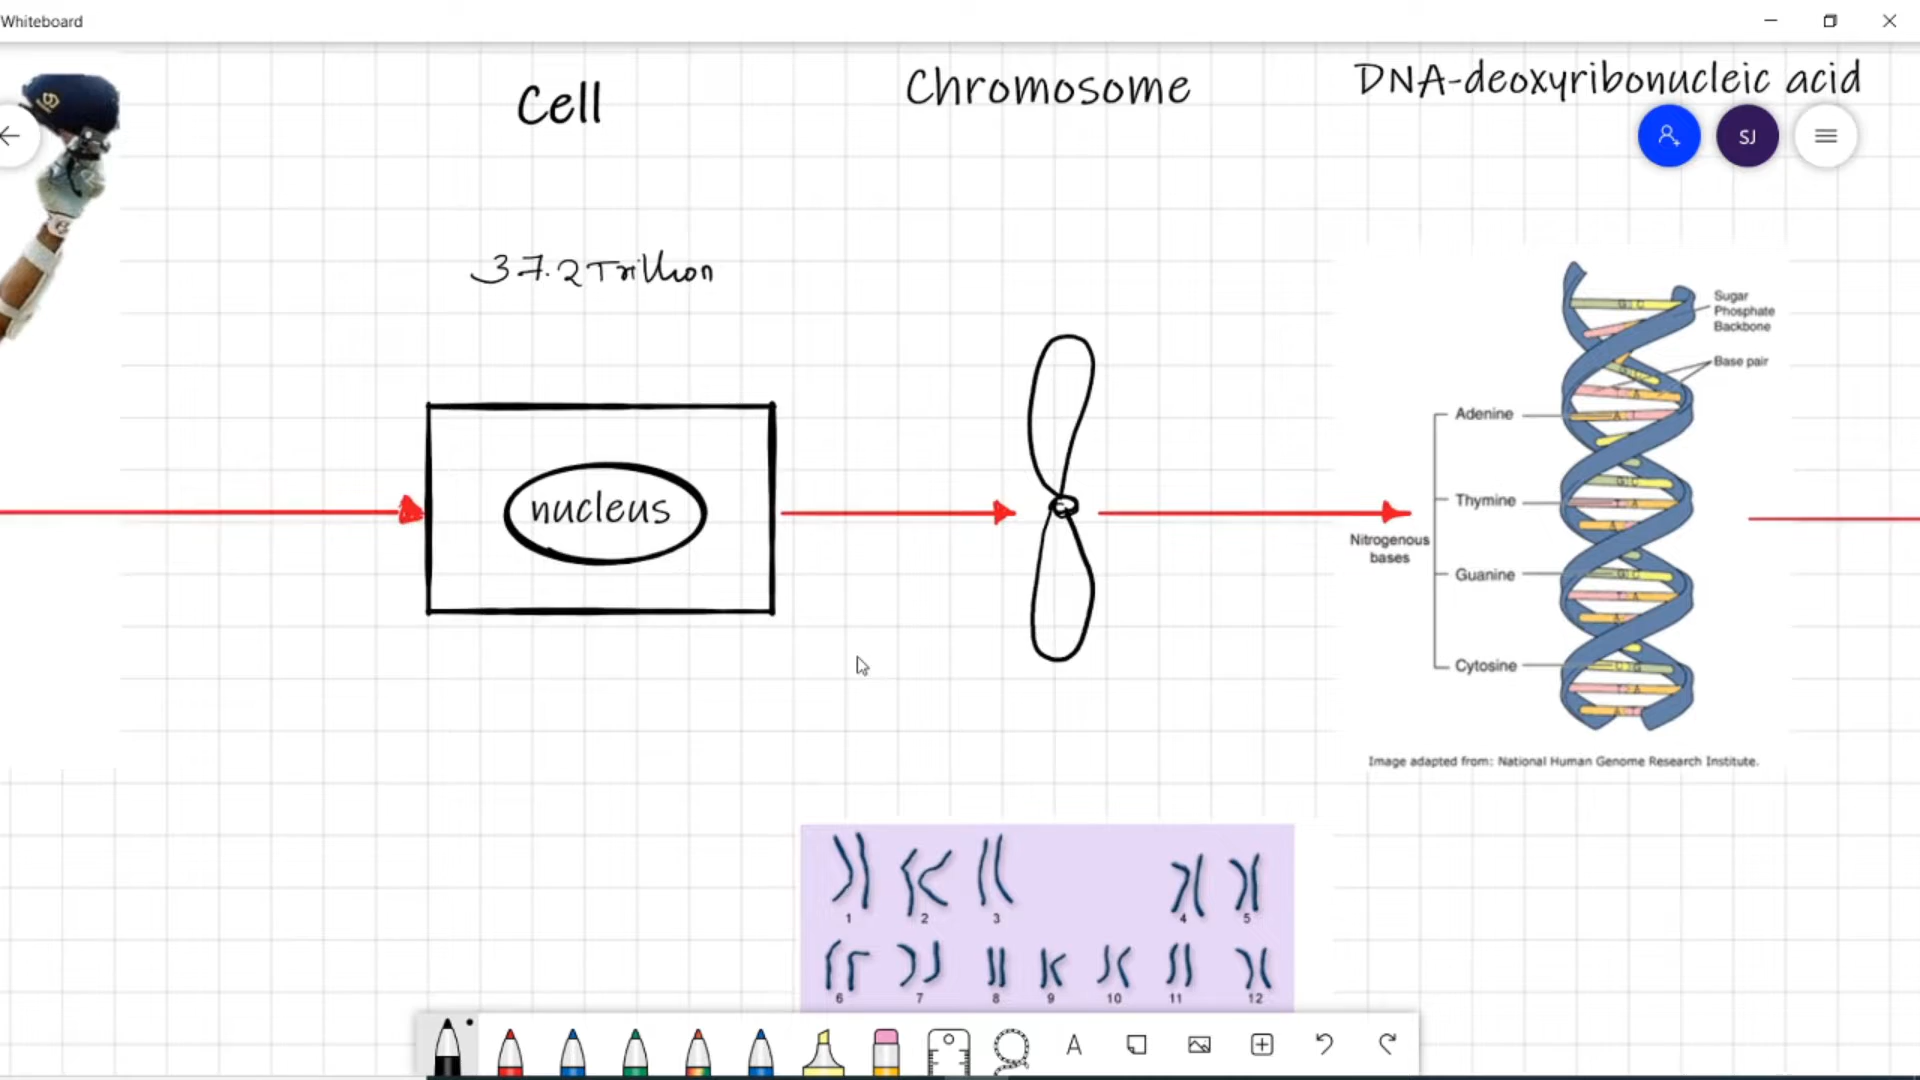 Whiteboard
Cell
Chromosome
DNA-deoxyribonucleic acid
SJ
37.2 Trillion
nucleus
Sugar
Phosphate
Backbone
Base pair
Adenine
Thymine
Nitrogenous
bases
Guanine
Cytosine
Image adapted from: National Human Genome Research Institute.
1 2 3 4 5
6 7 8 9 10 11 12
A